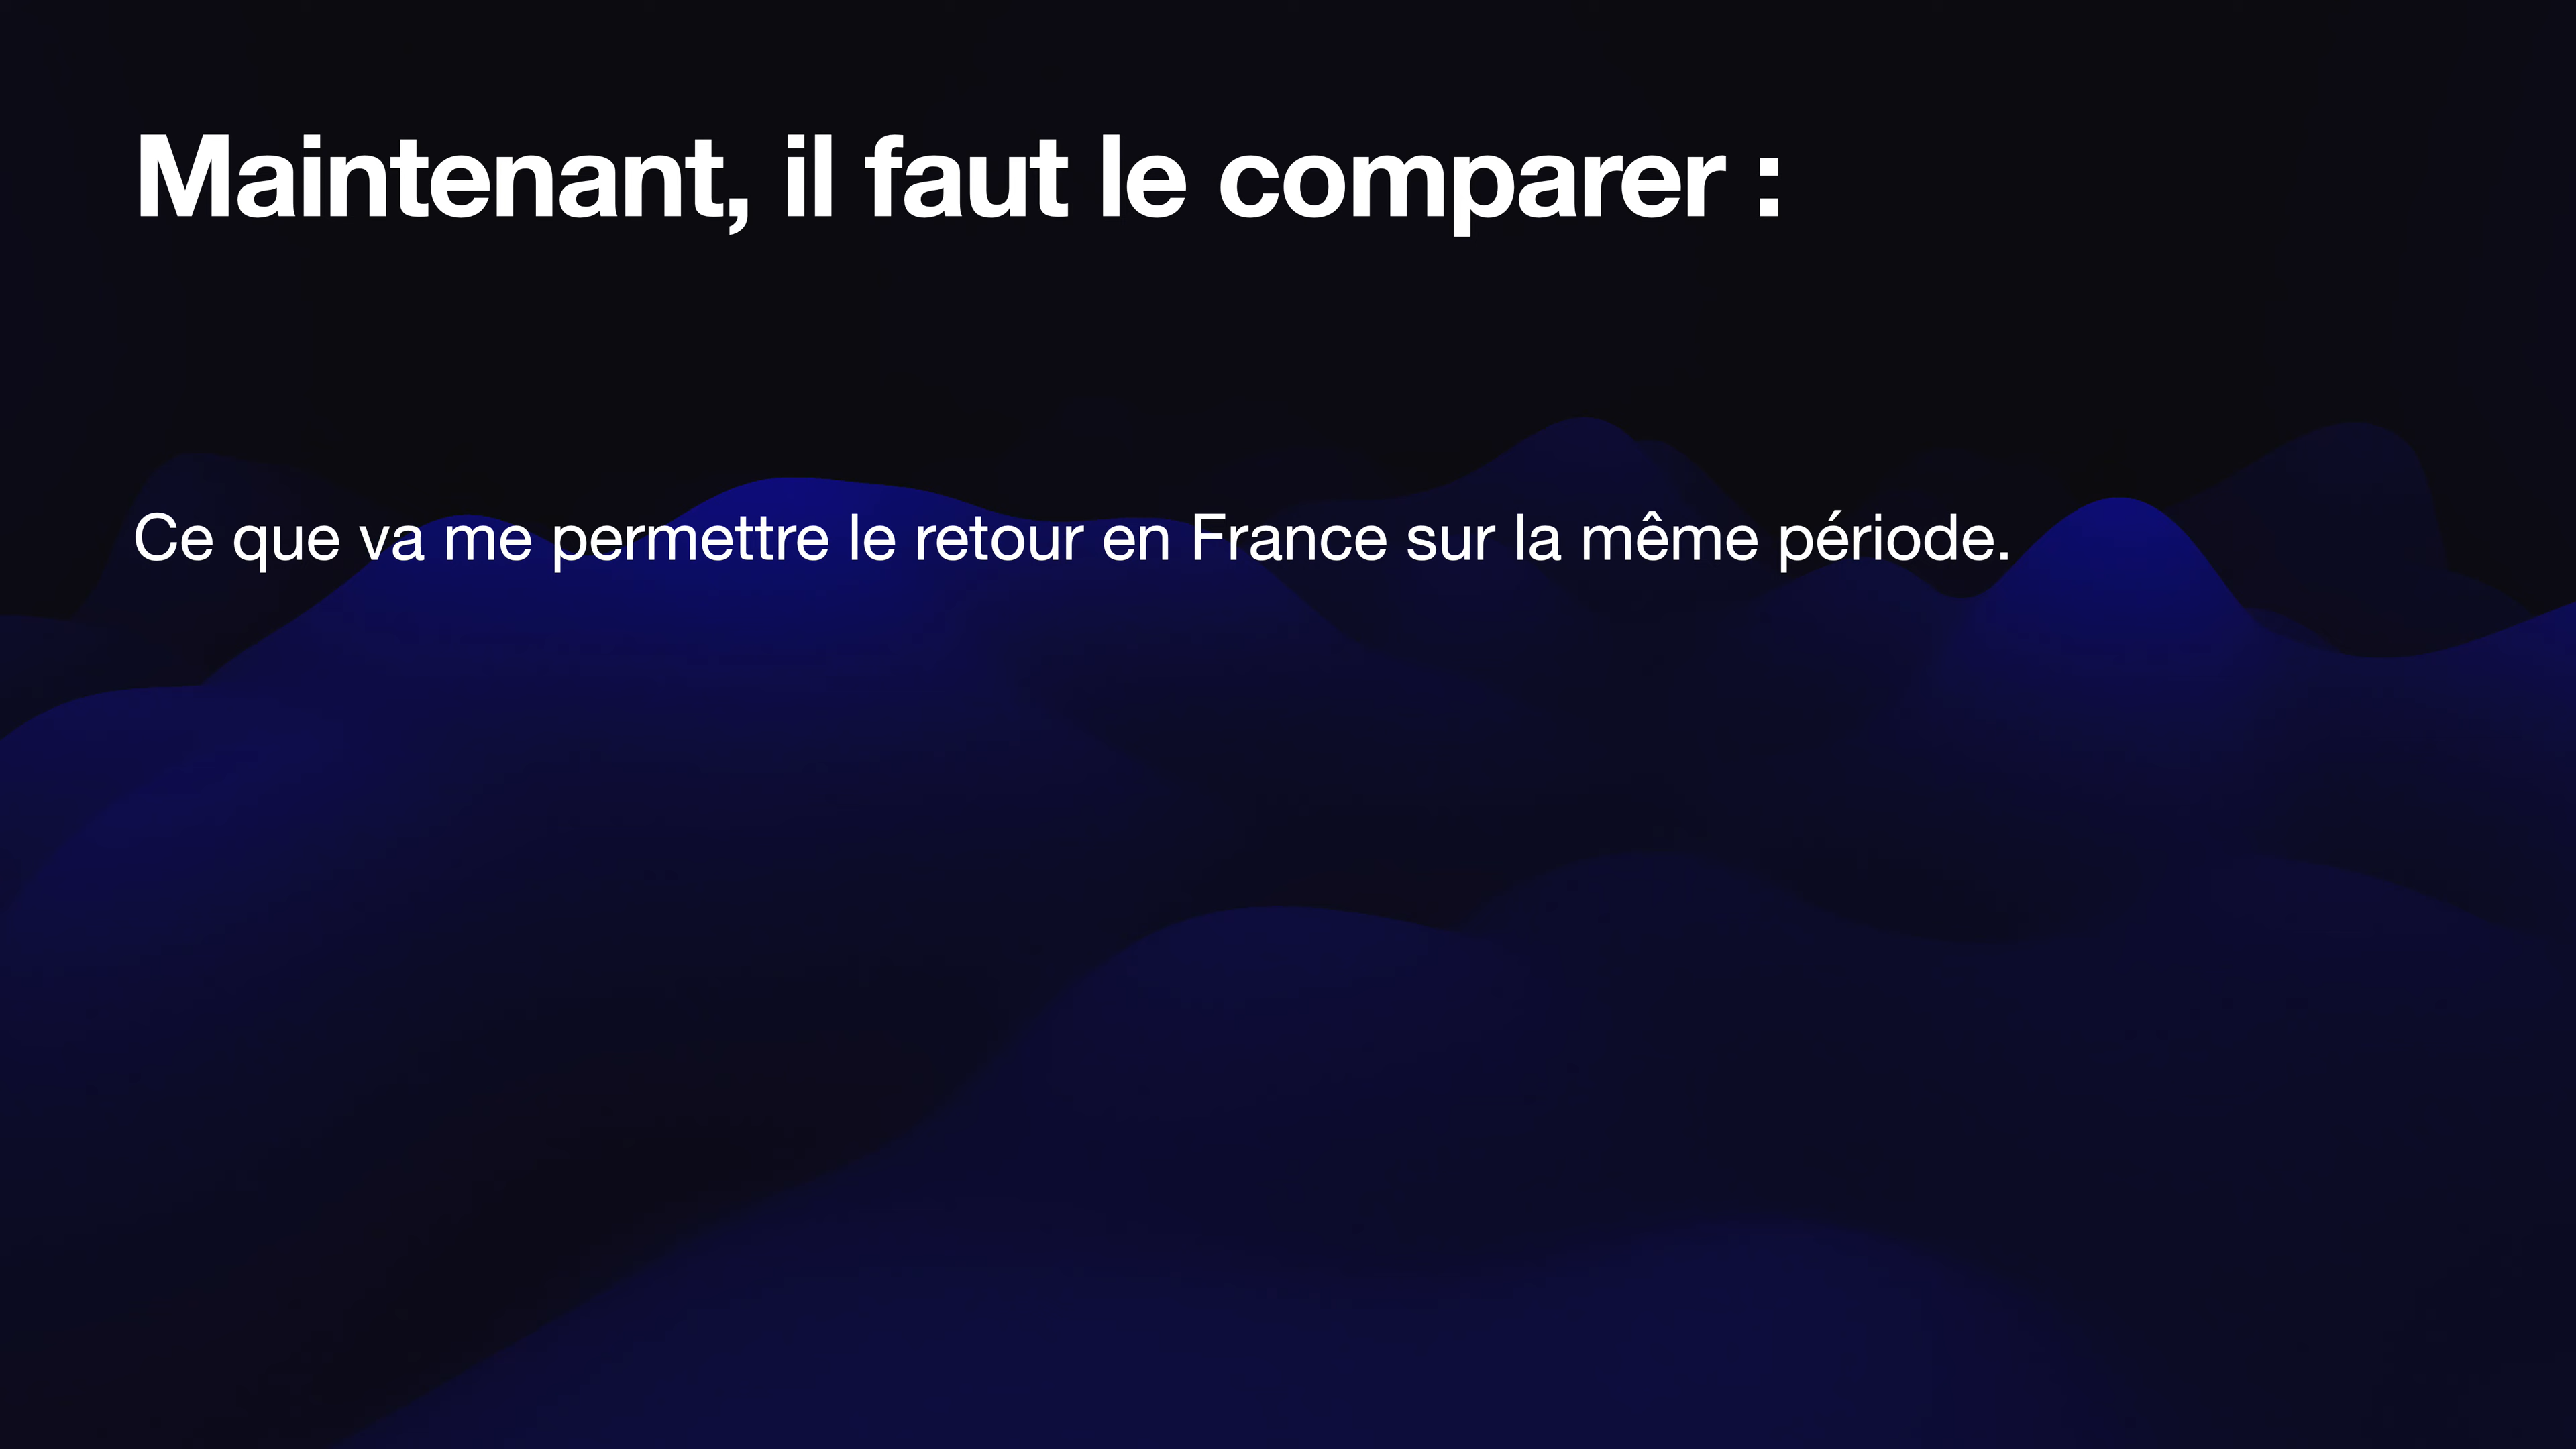 Maintenant, il faut le comparer :
Ce que va me permettre le retour en France sur la même période.